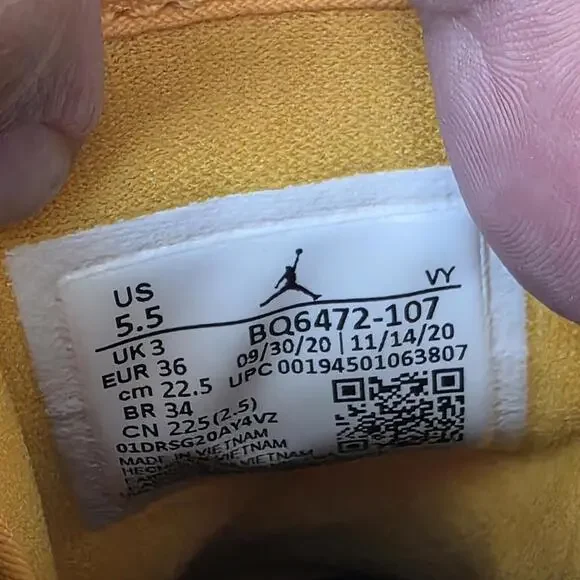 US
5.5
VY
UK 3
BQ6472-107
EUR 36
09/30/20 | 11/14/20
cm 22.5
UPC 00194501063807
BR 34
CN 225(2.5)
01DRSG20AY4VZ
MADE IN VIETNAM
VIETNAM